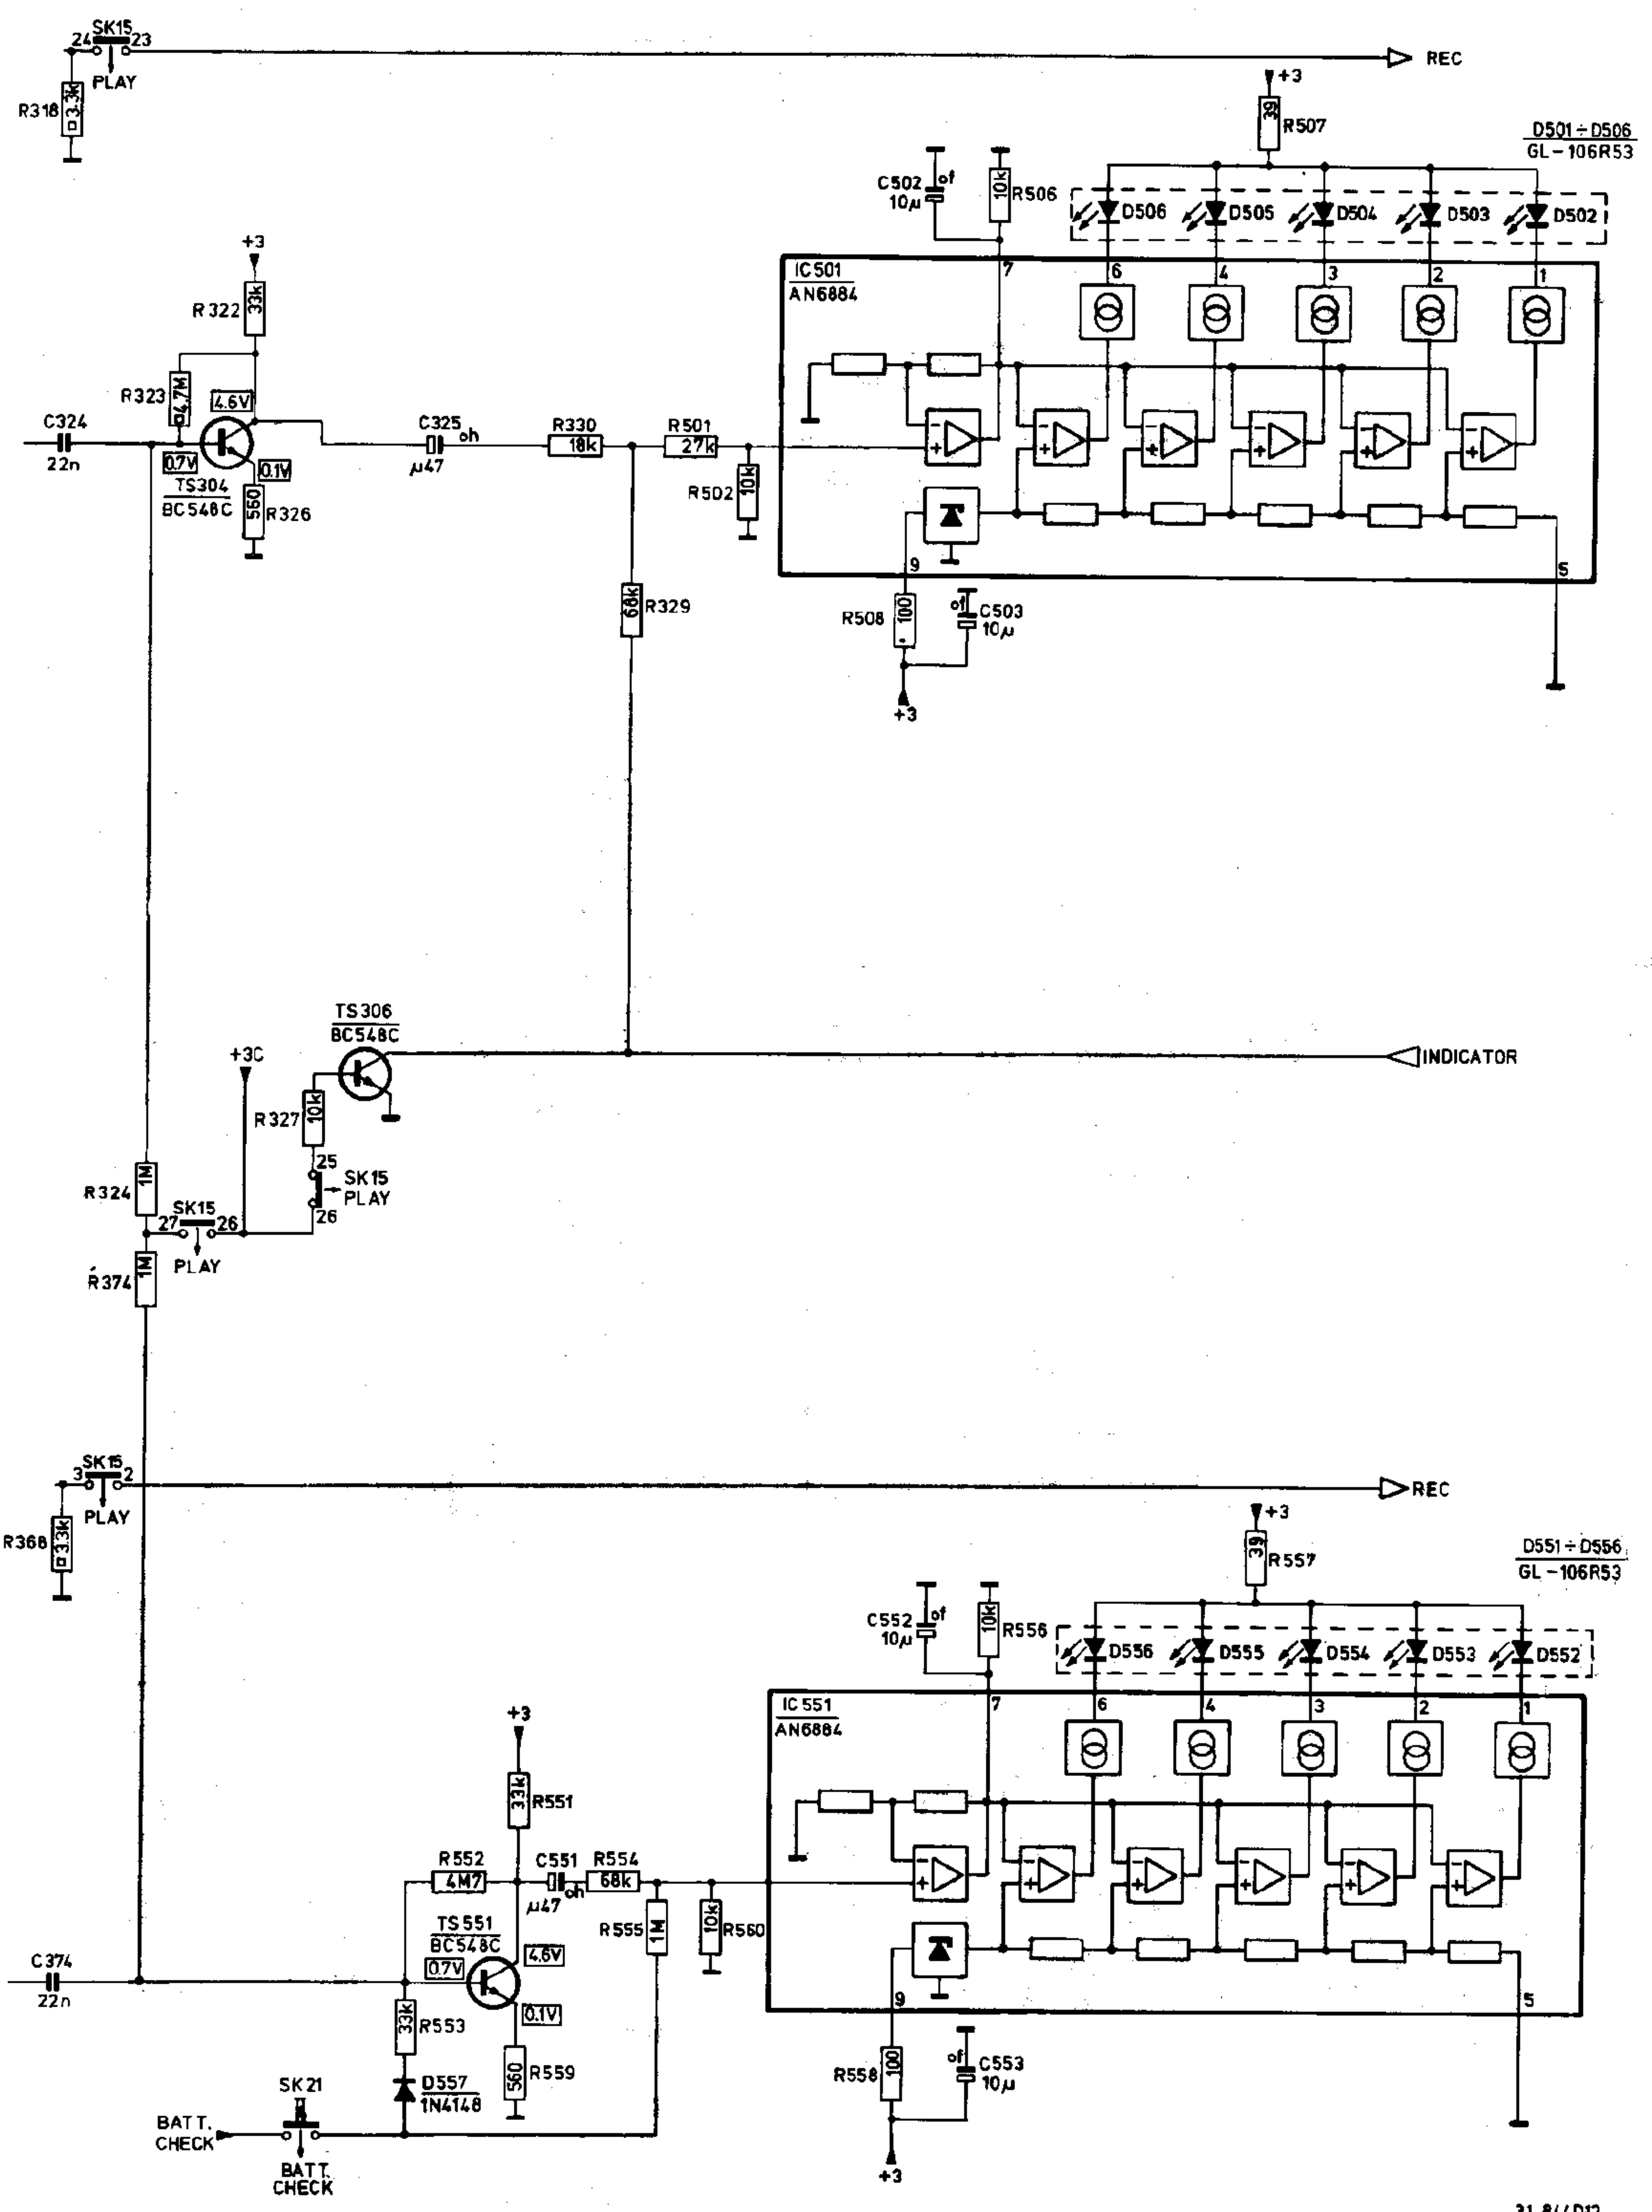 SK15
24 23
REC
PLAY
R318 3.3k
+3
39 R507
D501÷D506
GL-106R53
C502 of
10µ
10k R506
D506 D505 D504 D503 D502
IC501
AN6884
7 6 4 3 2 1
+3
R322 33k
R323 4.7M
4.6V
C324
22n
0.7V
0.1V
TS304
BC548C
560 R326
C325 oh
µ47
R330
18k
R501
27k
R502 10k
- + - + - + - + - + - +
9 5
R508 100
of C503
10µ
+3
68k R329
TS306
BC548C
INDICATOR
R327 10k
25
SK15
PLAY
26
R324 1M
SK15
27 26
PLAY
R374 1M
SK15
3 2
REC
PLAY
R368 3.3k
+3
39 R557
D551÷D556
GL-106R53
C552 of
10µ
10k R556
D556 D555 D554 D553 D552
IC551
AN6884
7 6 4 3 2 1
+3
33k R551
R552
4M7
C551 oh
µ47
R554
68k
R555 1M
10k R560
TS551
BC548C
4.6V
0.7V
0.1V
C374
22n
33k R553
560 R559
D557
1N4148
- + - + - + - + - + - +
9 5
R558 100
of C553
10µ
+3
SK21
BATT.
CHECK
BATT.
CHECK